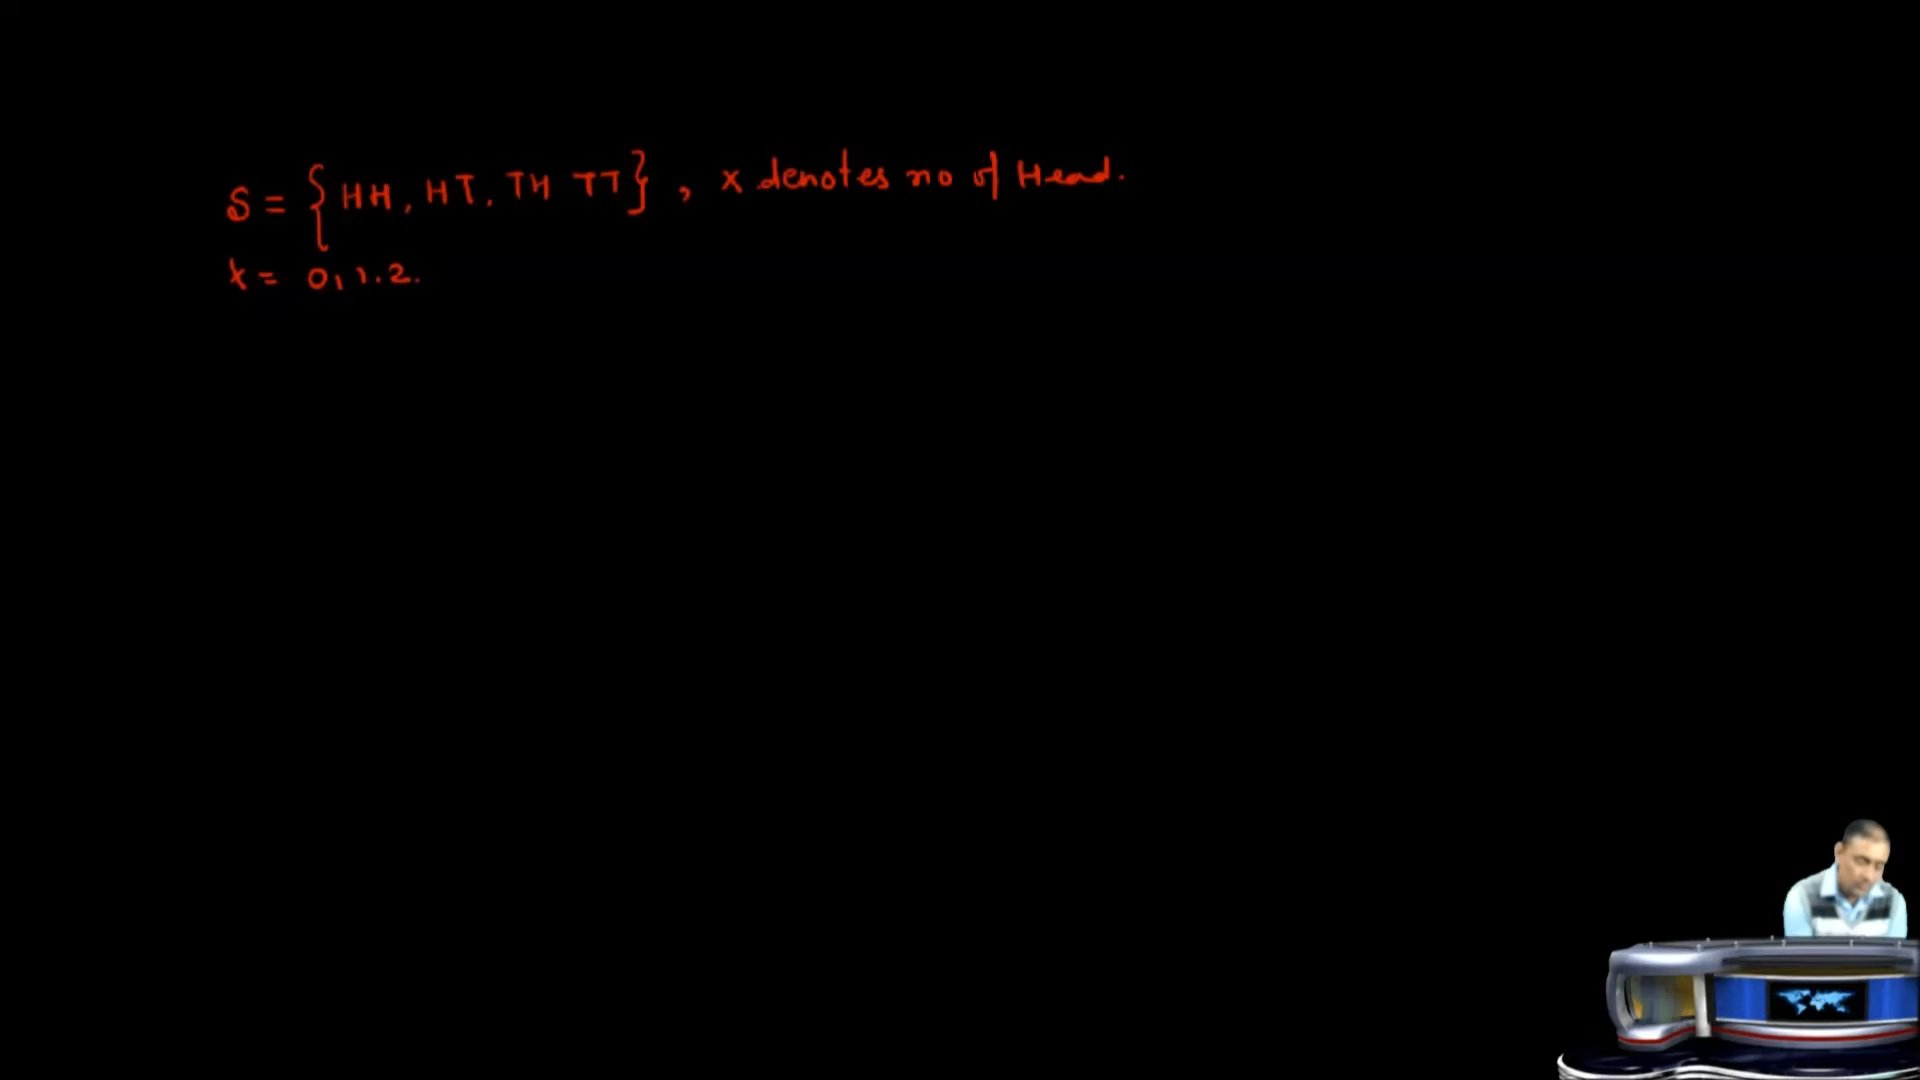 S = {HH, HT, TH TT}, x denotes no of Head.
x = 0, 1. 2.